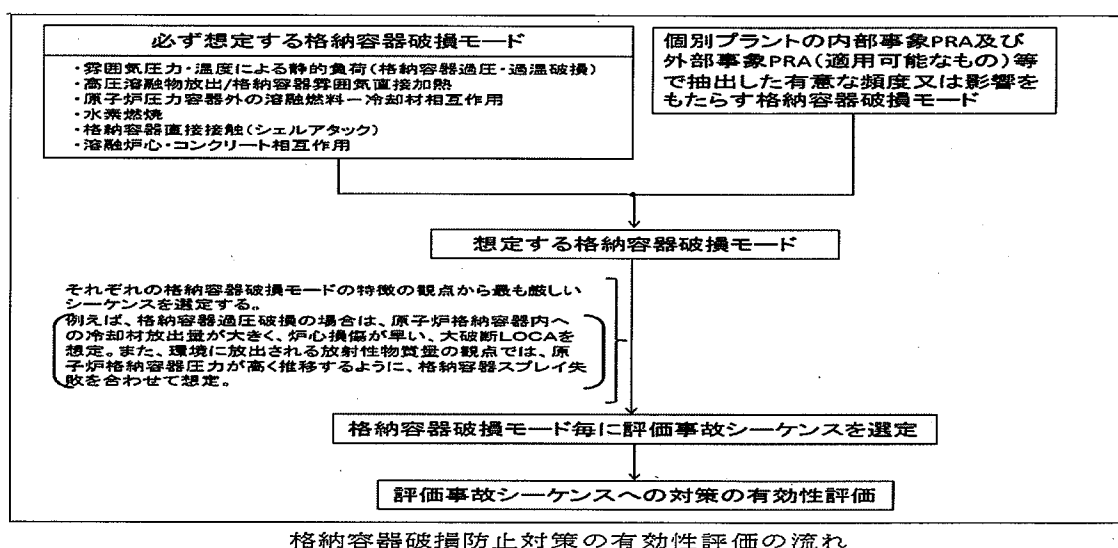 必ず想定する格納容器破損モード
・雰囲気圧力・温度による静的負荷(格納容器過圧・過温破損)
・高圧溶融物放出/格納容器雰囲気直接加熱
・原子炉圧力容器外の溶融燃料ー冷却材相互作用
・水素燃焼
・格納容器直接接触(シェルアタック)
・溶融炉心・コンクリート相互作用
個別プラントの内部事象PRA及び
外部事象PRA(適用可能なもの)等
で抽出した有意な頻度又は影響を
もたらす格納容器破損モード
想定する格納容器破損モード
それぞれの格納容器破損モードの特徴の観点から最も厳しい
シーケンスを選定する。
例えば、格納容器過圧破損の場合は、原子炉格納容器内へ
の冷却材放出量が大きく、炉心損傷が早い、大破断LOCAを
想定。また、環境に放出される放射性物質量の観点では、原
子炉格納容器圧力が高く推移するように、格納容器スプレイ失
敗を合わせて想定。
格納容器破損モード毎に評価事故シーケンスを選定
評価事故シーケンスへの対策の有効性評価
格納容器破損防止対策の有効性評価の流れ